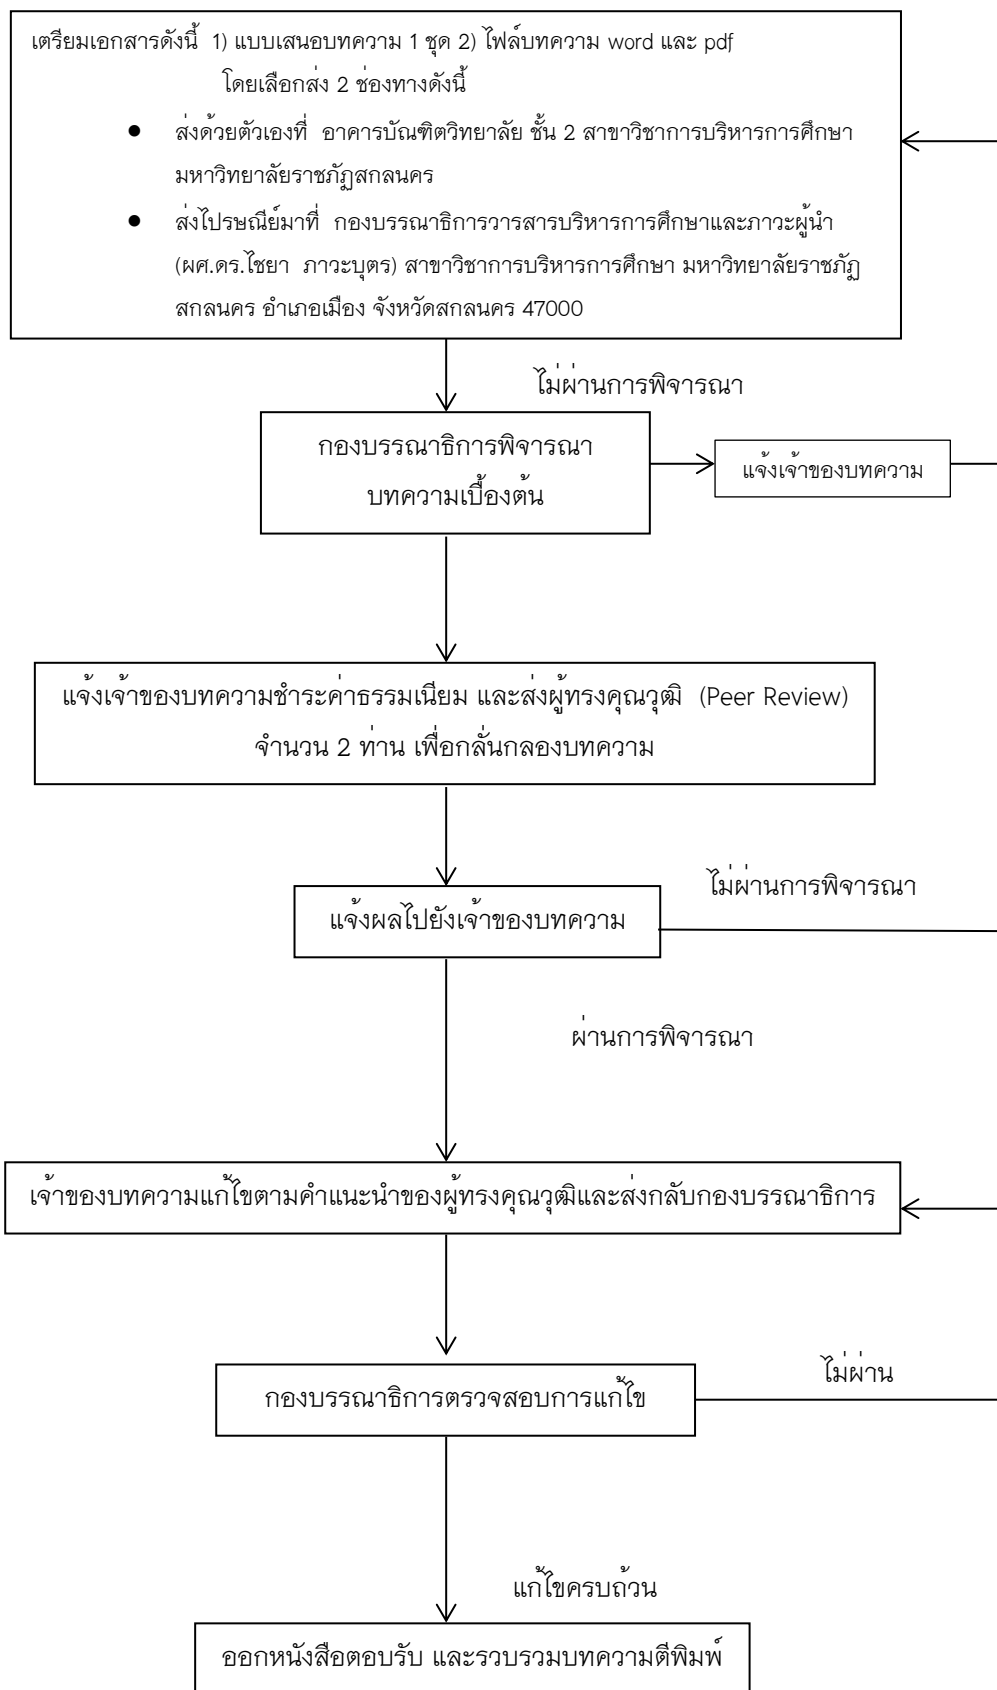 เตรียมเอกสารดังนี้ 1) แบบเสนอบทความ 1 ชุด 2) ไฟล์บทความ word และ pdf
โดยเลือกส่ง 2 ช่องทางดังนี้
● ส่งด้วยตัวเองที่ อาคารบัณฑิตวิทยาลัย ชั้น 2 สาขาวิชาการบริหารการศึกษา
มหาวิทยาลัยราชภัฏสกลนคร
● ส่งไปรษณีย์มาที่ กองบรรณาธิการวารสารบริหารการศึกษาและภาวะผู้นำ
(ผศ.ดร.ไชยา ภาวะบุตร) สาขาวิชาการบริหารการศึกษา มหาวิทยาลัยราชภัฏ
สกลนคร อำเภอเมือง จังหวัดสกลนคร 47000
ไม่ผ่านการพิจารณา
กองบรรณาธิการพิจารณา
บทความเบื้องต้น
แจ้งเจ้าของบทความ
แจ้งเจ้าของบทความชำระค่าธรรมเนียม และส่งผู้ทรงคุณวุฒิ (Peer Review)
จำนวน 2 ท่าน เพื่อกลั่นกลองบทความ
ไม่ผ่านการพิจารณา
แจ้งผลไปยังเจ้าของบทความ
ผ่านการพิจารณา
เจ้าของบทความแก้ไขตามคำแนะนำของผู้ทรงคุณวุฒิและส่งกลับกองบรรณาธิการ
ไม่ผ่าน
กองบรรณาธิการตรวจสอบการแก้ไข
แก้ไขครบถ้วน
ออกหนังสือตอบรับ และรวบรวมบทความตีพิมพ์